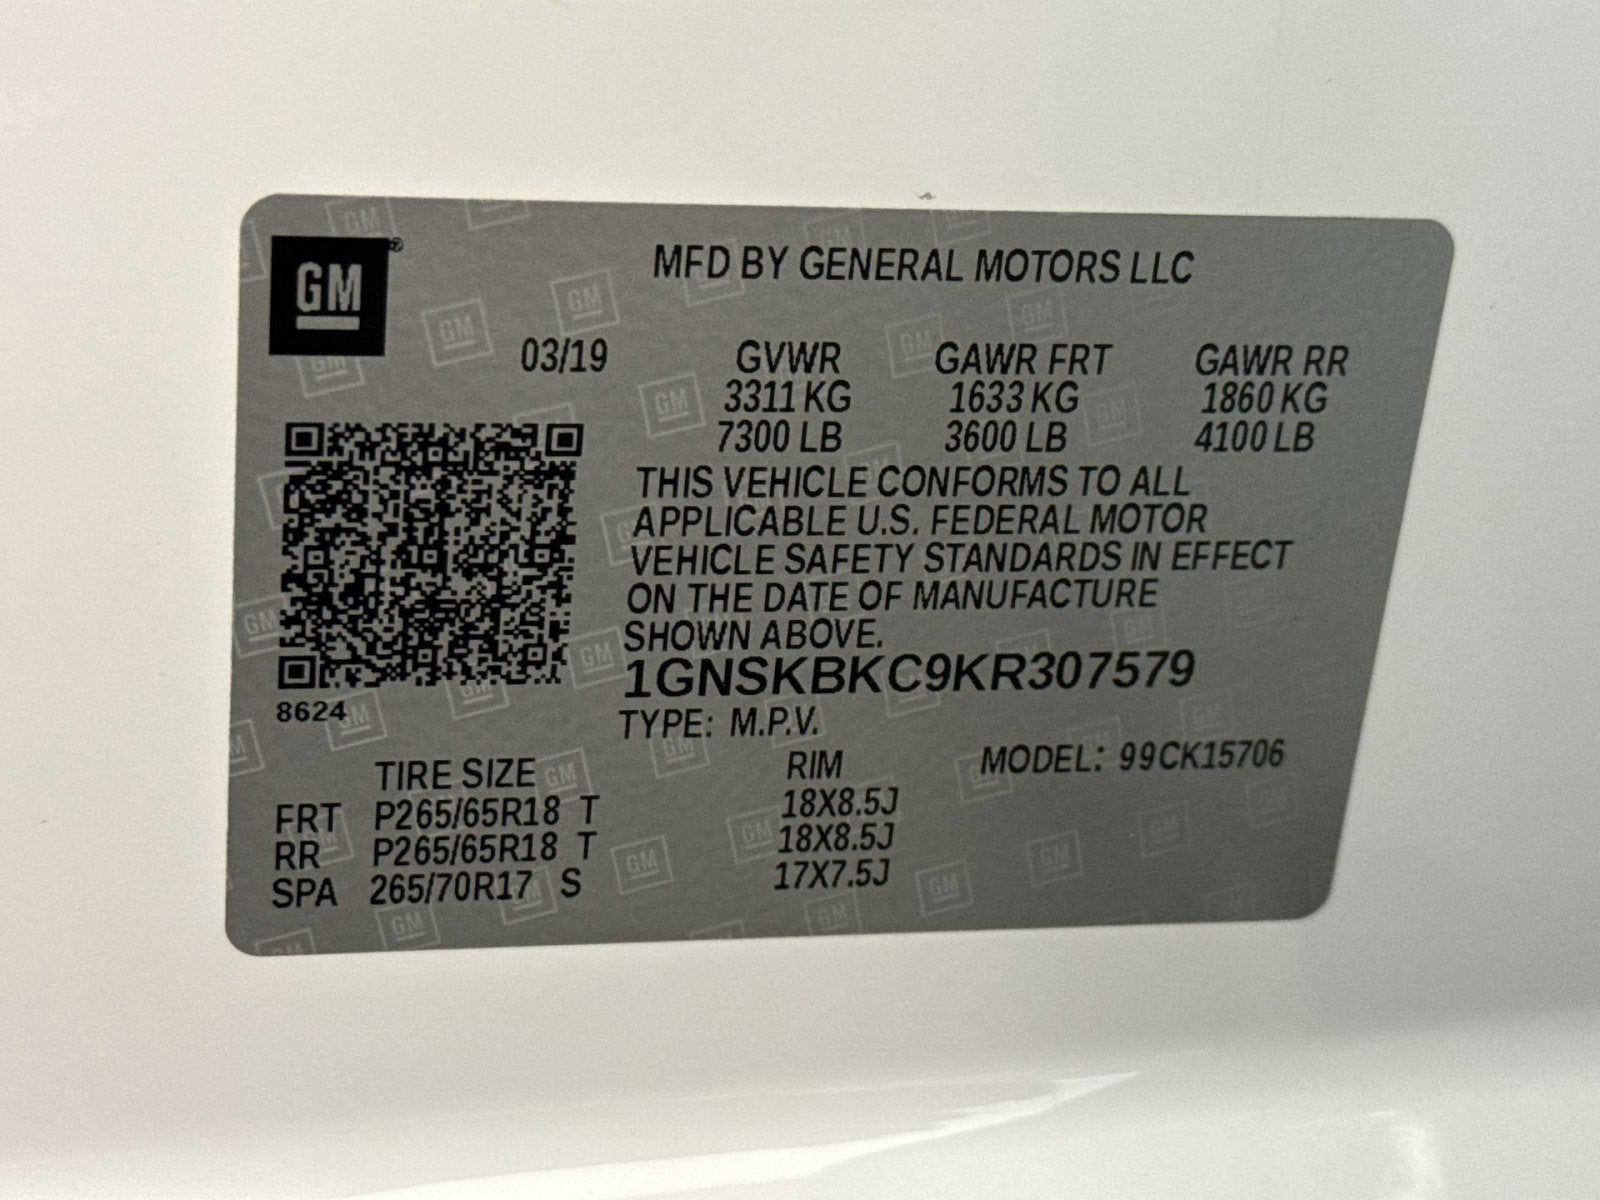 GM®
MFD BY GENERAL MOTORS LLC
03/19 GVWR GAWR FRT GAWR RR
3311 KG 1633 KG 1860 KG
7300 LB 3600 LB 4100 LB
THIS VEHICLE CONFORMS TO ALL
APPLICABLE U.S. FEDERAL MOTOR
VEHICLE SAFETY STANDARDS IN EFFECT
ON THE DATE OF MANUFACTURE
SHOWN ABOVE.
1GNSKBKC9KR307579
8624
TYPE: M.P.V.
MODEL: 99CK15706
TIRE SIZE RIM
FRT P265/65R18 T 18X8.5J
RR P265/65R18 T 18X8.5J
SPA 265/70R17 S 17X7.5J